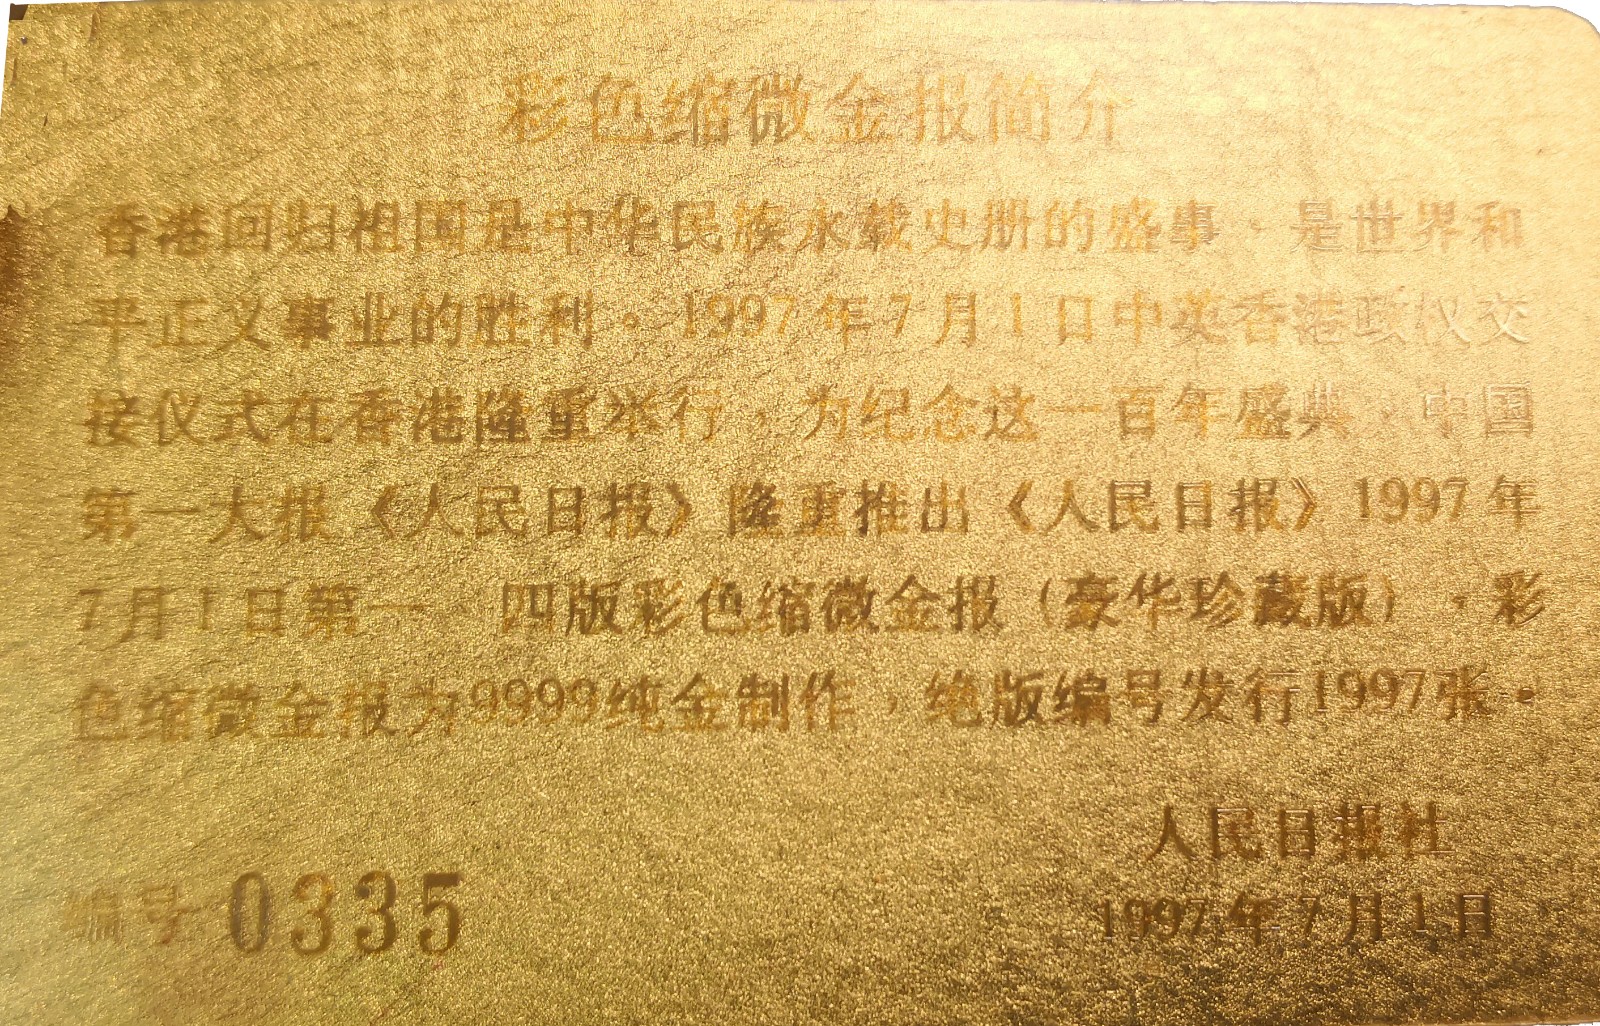 彩色缩微金报简介
香港回归祖国是中华民族永载史册的盛事,是世界和
平正义事业的胜利。1997年7月1日中英香港政权交
接仪式在香港隆重举行,为纪念这一百年盛典,中国
第一大报《人民日报》隆重推出《人民日报》1997年
7月1日第一、四版彩色缩微金报(豪华珍藏版),彩
色缩微金报为9999纯金制作,绝版编号发行1997张。
人民日报社
编号0335
1997年7月1日